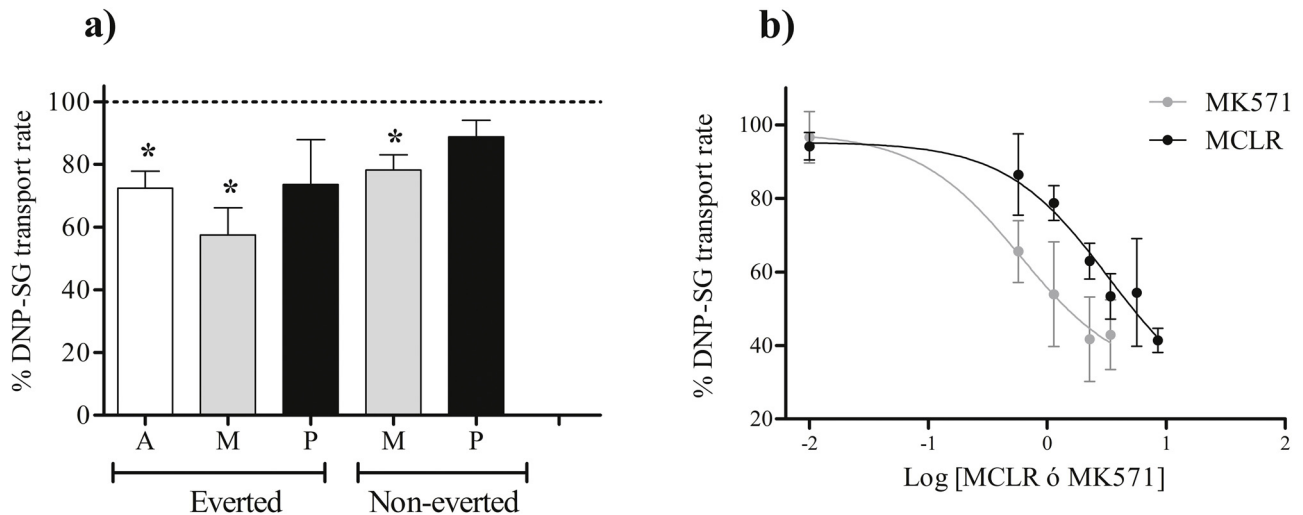 a)
% DNP-SG transport rate
100
80
60
40
20
0
* * *
A M P M P
Everted Non-everted
b)
% DNP-SG transport rate
100
80
60
40
20
-2 -1 0 1 2
Log [MCLR ó MK571]
MK571
MCLR